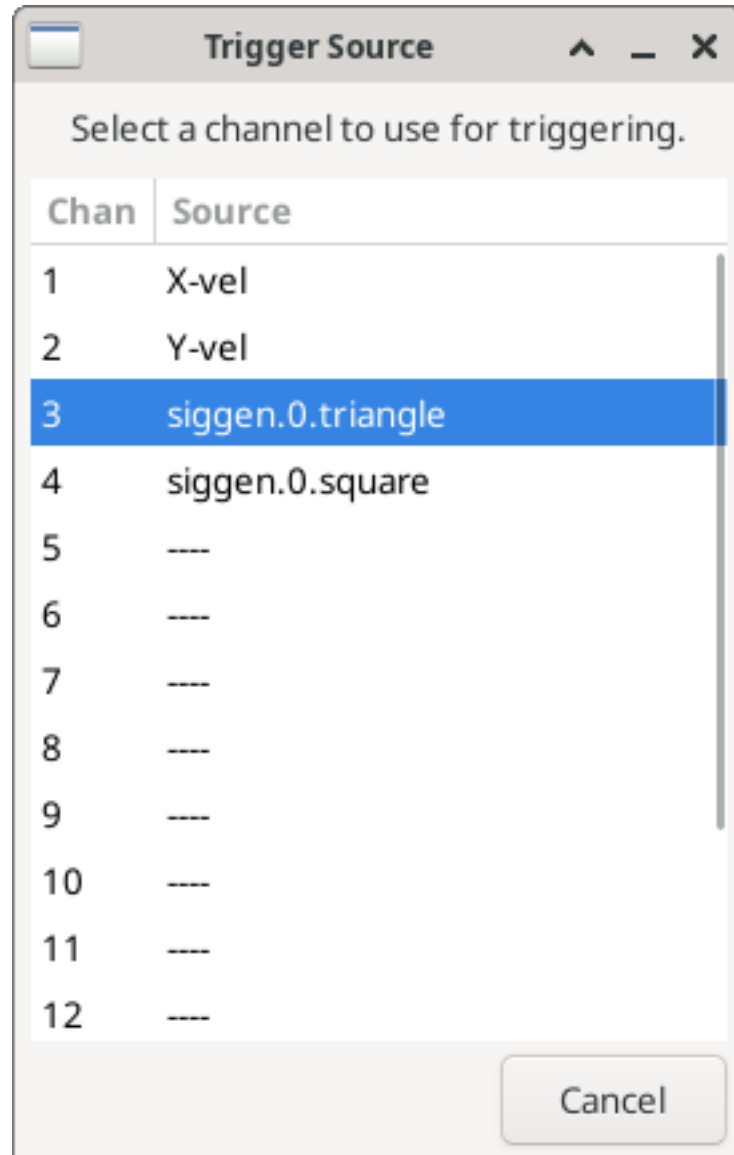 Trigger Source
Select a channel to use for triggering.
Chan Source
1 X-vel
2 Y-vel
3 siggen.0.triangle
4 siggen.0.square
5 ----
6 ----
7 ----
8 ----
9 ----
10 ----
11 ----
12 ----
Cancel